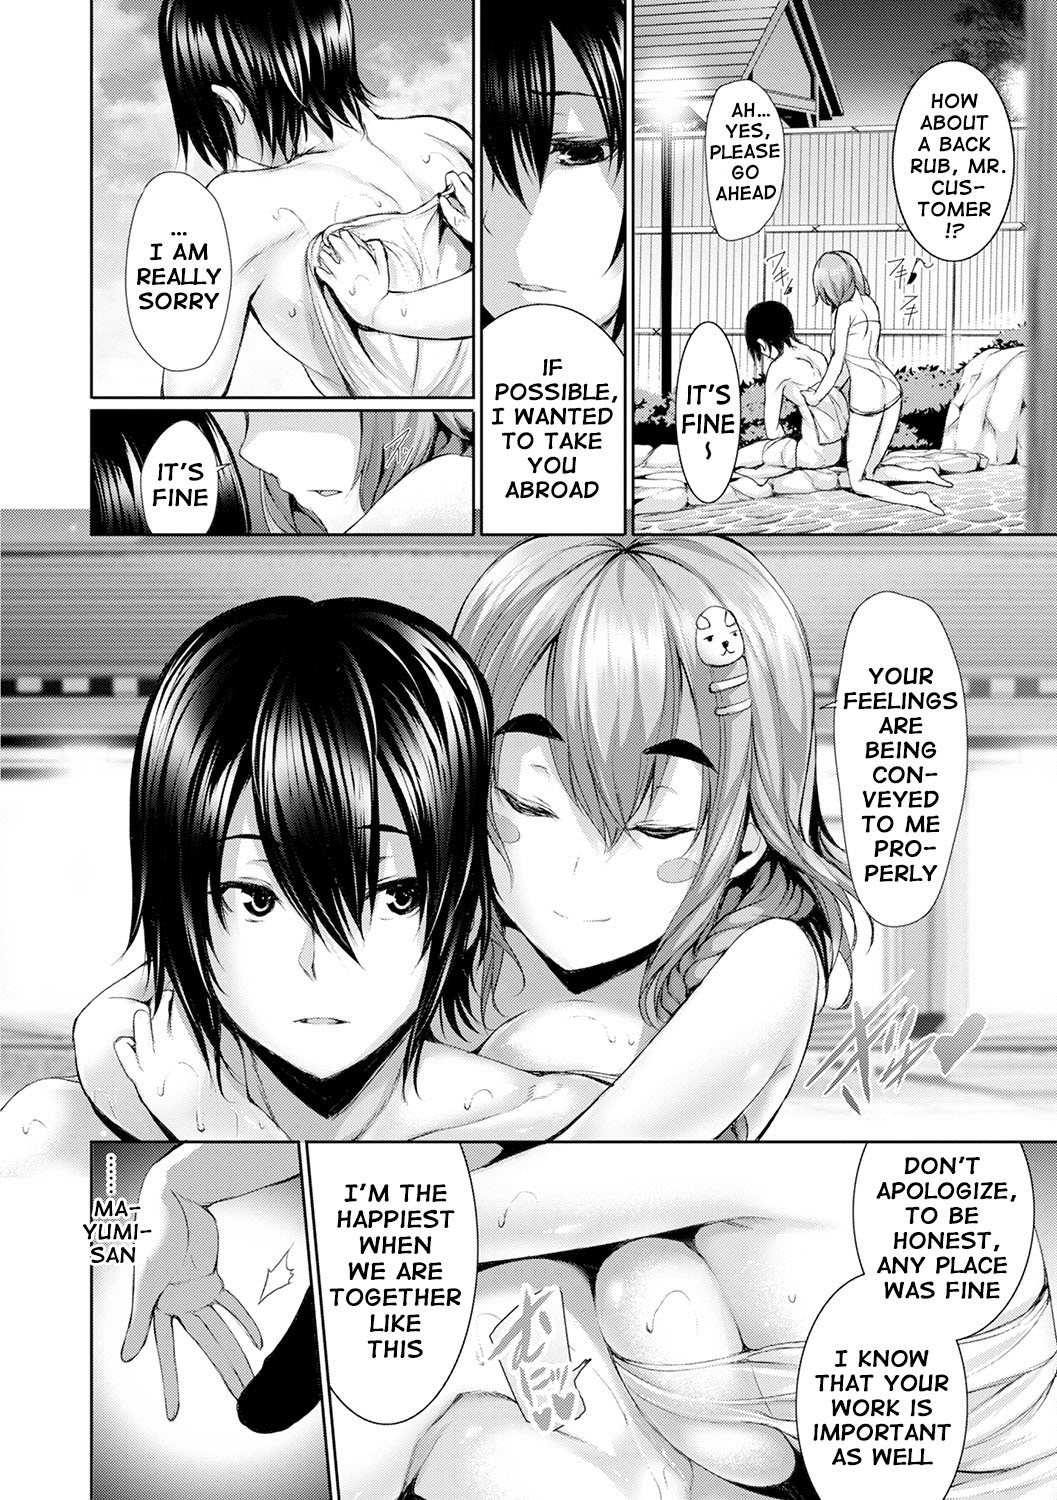 HOW
ABOUT
A BACK
RUB, MR.
CUS-
TOMER
!?
AH...
YES,
PLEASE
GO
AHEAD
IT'S
FINE
~
IF
POSSIBLE,
I WANTED
TO TAKE
YOU
ABROAD
...
I AM
REALLY
SORRY
IT'S
FINE
YOUR
FEELINGS
ARE
BEING
CON-
VEYED
TO ME
PRO-
PERLY
DON'T
APOLOGIZE,
TO BE
HONEST,
ANY PLACE
WAS FINE
I KNOW
THAT YOUR
WORK IS
IMPORTANT
AS WELL
I'M THE
HAPPIEST
WHEN
WE ARE
TOGETHER
LIKE
THIS
........
MA-
YUMI-
SAN